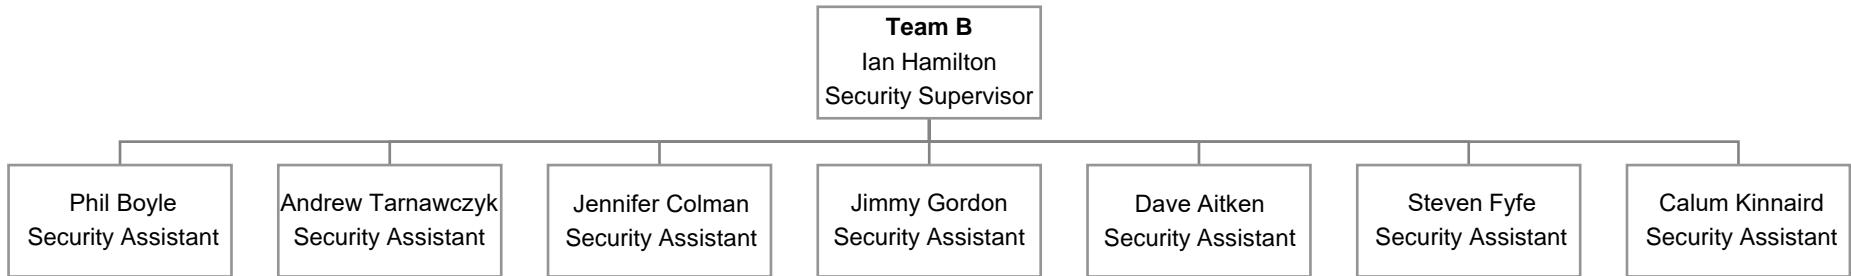 Team B
Ian Hamilton
Security Supervisor
Phil Boyle
Security Assistant
Andrew Tarnawczyk
Security Assistant
Jennifer Colman
Security Assistant
Jimmy Gordon
Security Assistant
Dave Aitken
Security Assistant
Steven Fyfe
Security Assistant
Calum Kinnaird
Security Assistant